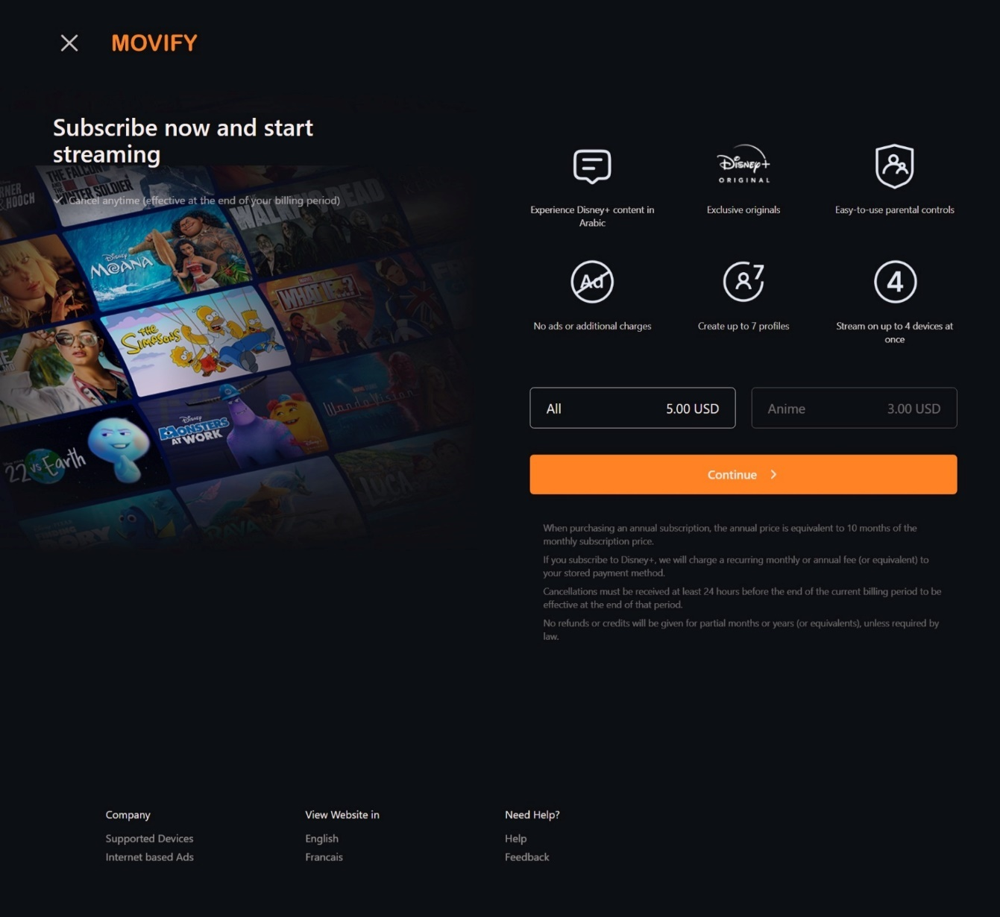 MOVIFY
Subscribe now and start
streaming
Cancel anytime (effective at the end of your billing period)
THE FALCON
AND THE
WINTER SOLDIER
HOOCH
WALKING DEAD
DISNEY
MOANA
MARVEL
WHAT IF...?
THE
SIMPSONS
MARVEL STUDIOS
WandaVision
Disney
MONSTERS
AT WORK
22 vs Earth
LUCA
RAYA
Disney+
ORIGINAL
Experience Disney+ content in
Arabic
Exclusive originals
Easy-to-use parental controls
Ad
7
4
No ads or additional charges
Create up to 7 profiles
Stream on up to 4 devices at
once
All 5.00 USD
Anime 3.00 USD
Continue
When purchasing an annual subscription, the annual price is equivalent to 10 months of the
monthly subscription price.
If you subscribe to Disney+, we will charge a recurring monthly or annual fee (or equivalent) to
your stored payment method.
Cancellations must be received at least 24 hours before the end of the current billing period to be
effective at the end of that period.
No refunds or credits will be given for partial months or years (or equivalents), unless required by
law.
Company
Supported Devices
Internet based Ads
View Website in
English
Francais
Need Help?
Help
Feedback